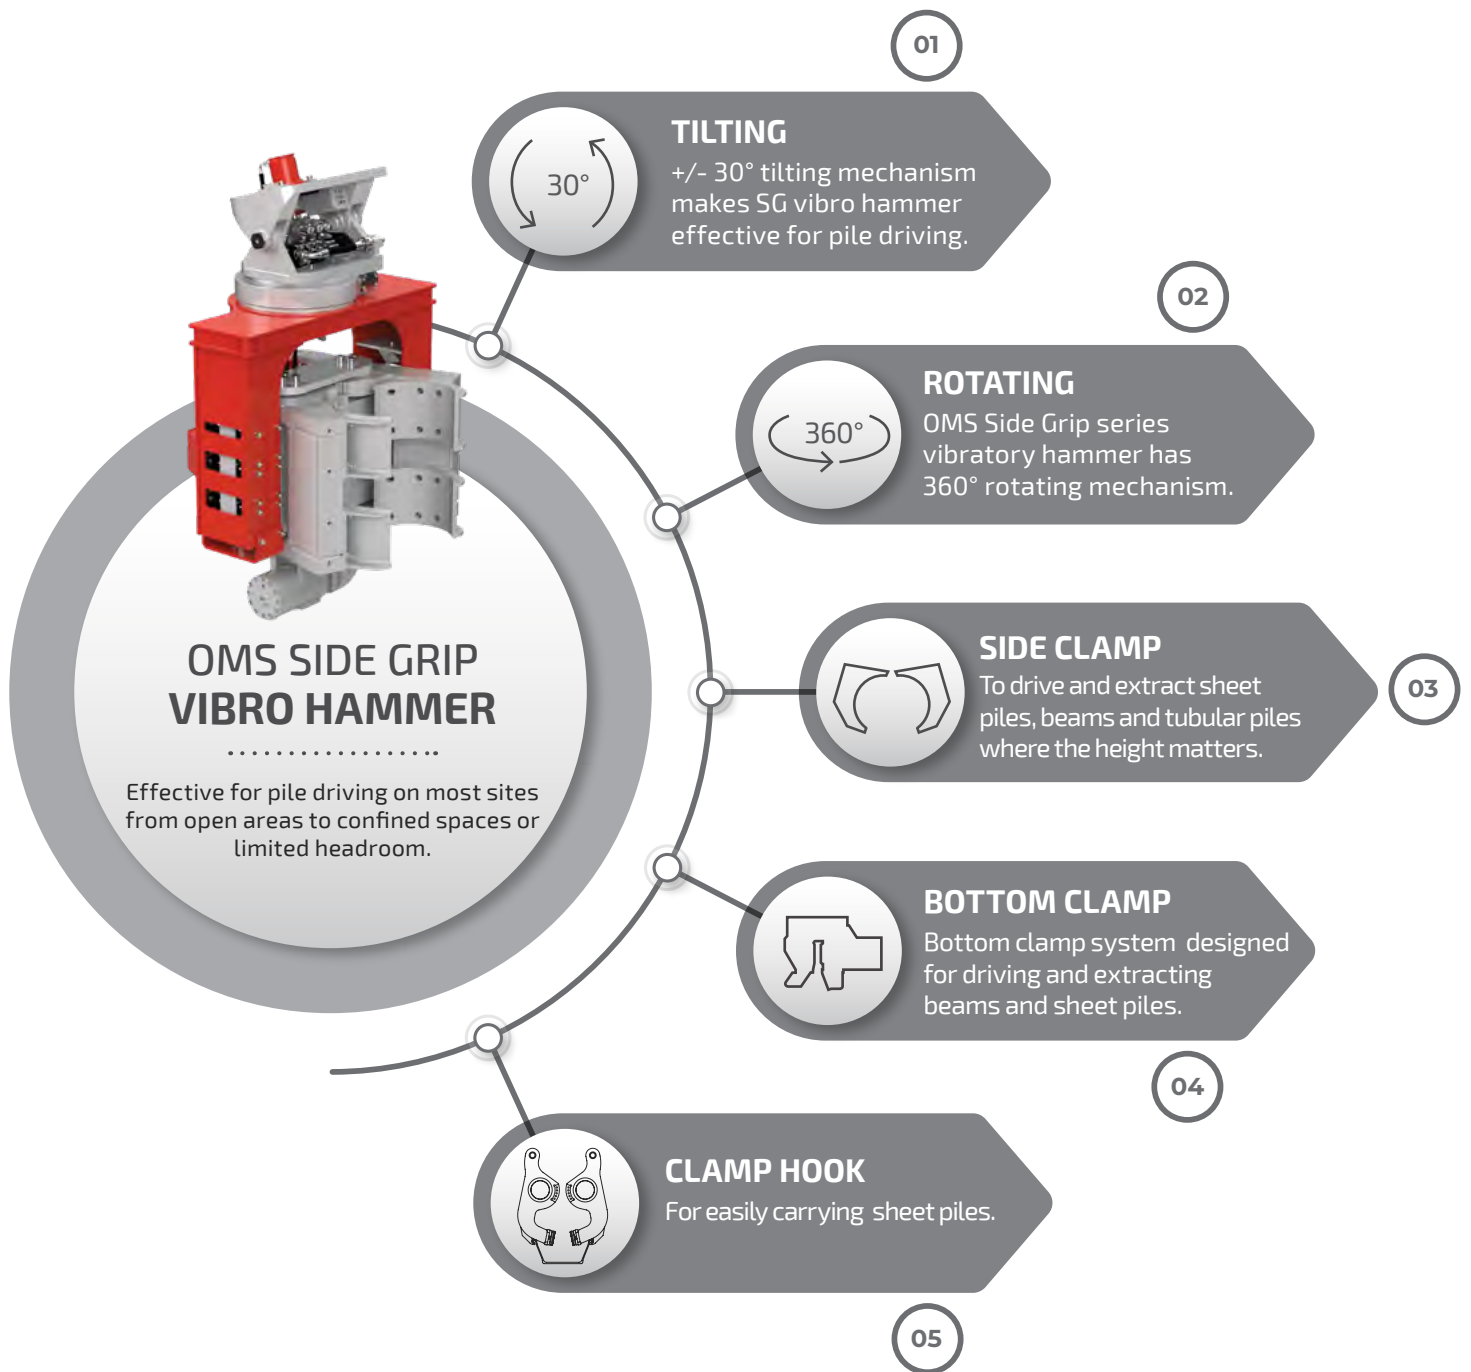 01
30°
TILTING
+/- 30° tilting mechanism
makes SG vibro hammer
effective for pile driving.
02
360°
ROTATING
OMS Side Grip series
vibratory hammer has
360° rotating mechanism.
OMS SIDE GRIP
VIBRO HAMMER
Effective for pile driving on most sites
from open areas to confined spaces or
limited headroom.
SIDE CLAMP
To drive and extract sheet
piles, beams and tubular piles
where the height matters.
03
BOTTOM CLAMP
Bottom clamp system designed
for driving and extracting
beams and sheet piles.
04
CLAMP HOOK
For easily carrying sheet piles.
05